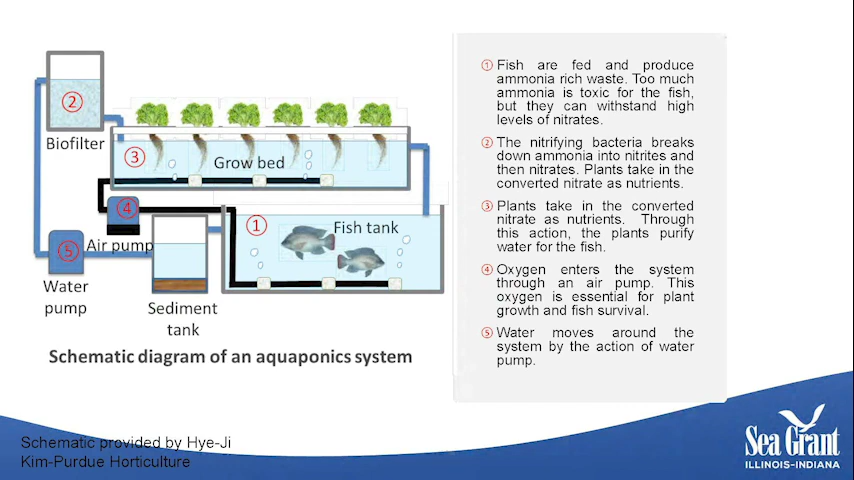 ②
Biofilter
③
Grow bed
④
Air pump
①
Fish tank
⑤
Water
pump
Sediment
tank
Schematic diagram of an aquaponics system
① Fish are fed and produce
ammonia rich waste. Too much
ammonia is toxic for the fish,
but they can withstand high
levels of nitrates.
② The nitrifying bacteria breaks
down ammonia into nitrites and
then nitrates. Plants take in the
converted nitrate as nutrients.
③ Plants take in the converted
nitrate as nutrients. Through
this action, the plants purify
water for the fish.
④ Oxygen enters the system
through an air pump. This
oxygen is essential for plant
growth and fish survival.
⑤ Water moves around the
system by the action of water
pump.
Schematic provided by Hye-Ji
Kim-Purdue Horticulture
Sea Grant
ILLINOIS-INDIANA